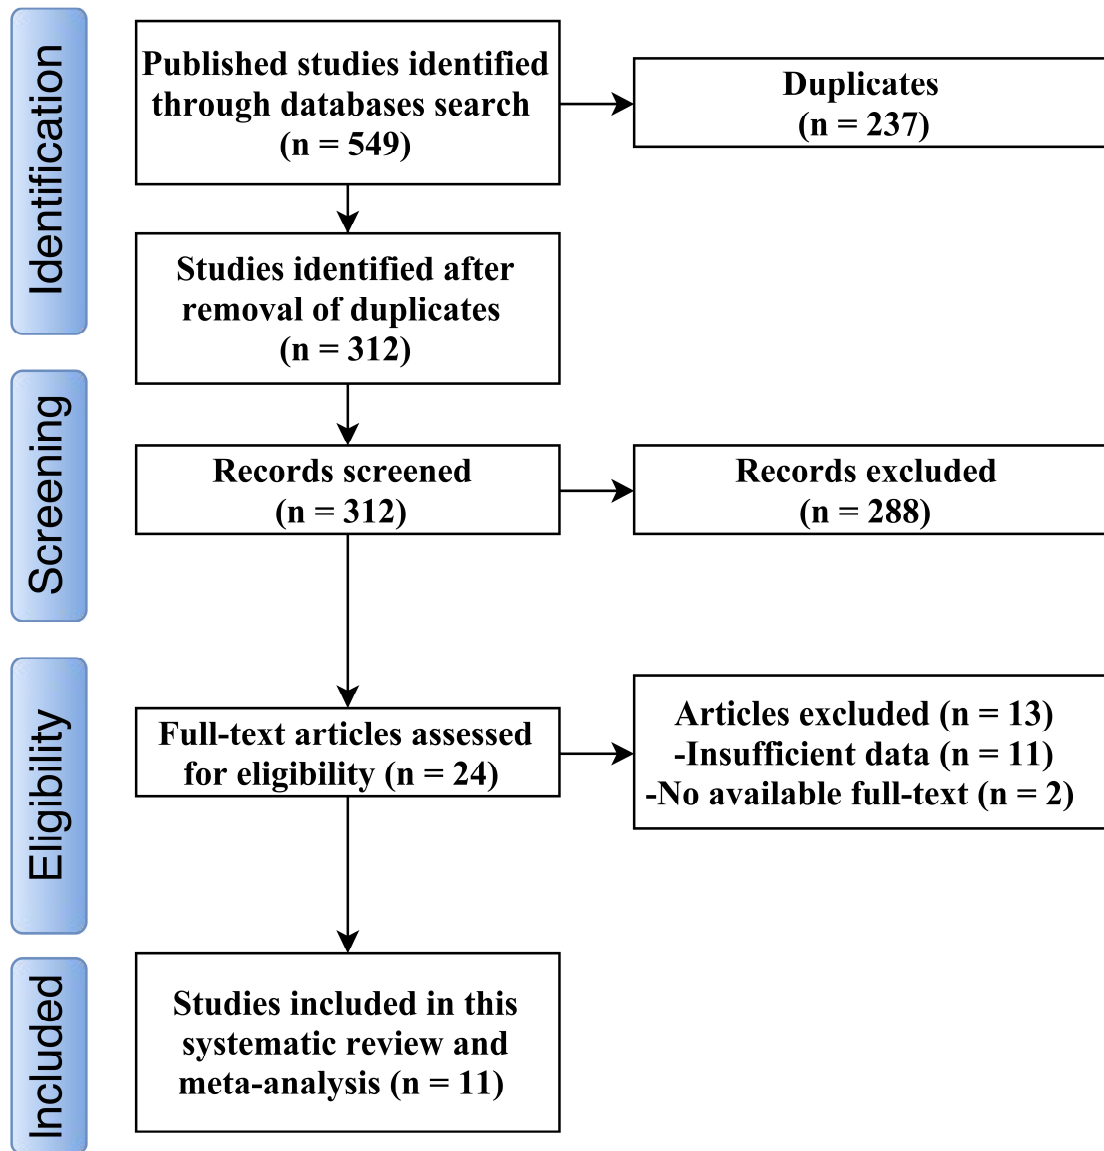 Identification
Published studies identified
through databases search
(n = 549)
Duplicates
(n = 237)
Studies identified after
removal of duplicates
(n = 312)
Screening
Records screened
(n = 312)
Records excluded
(n = 288)
Eligibility
Full-text articles assessed
for eligibility (n = 24)
Articles excluded (n = 13)
-Insufficient data (n = 11)
-No available full-text (n = 2)
Included
Studies included in this
systematic review and
meta-analysis (n = 11)